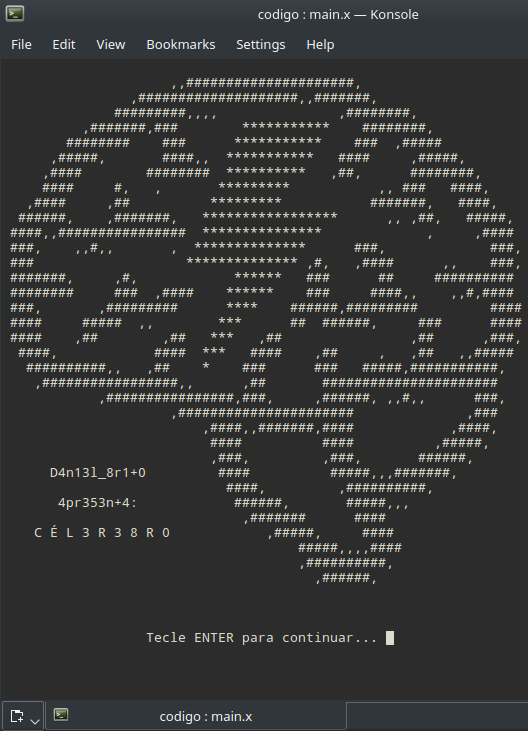 codigo : main.x — Konsole
File Edit View Bookmarks Settings Help
D4n13l_8r1+0
4pr353n+4:
C É L 3 R 3 8 R O
Tecle ENTER para continuar...
codigo : main.x